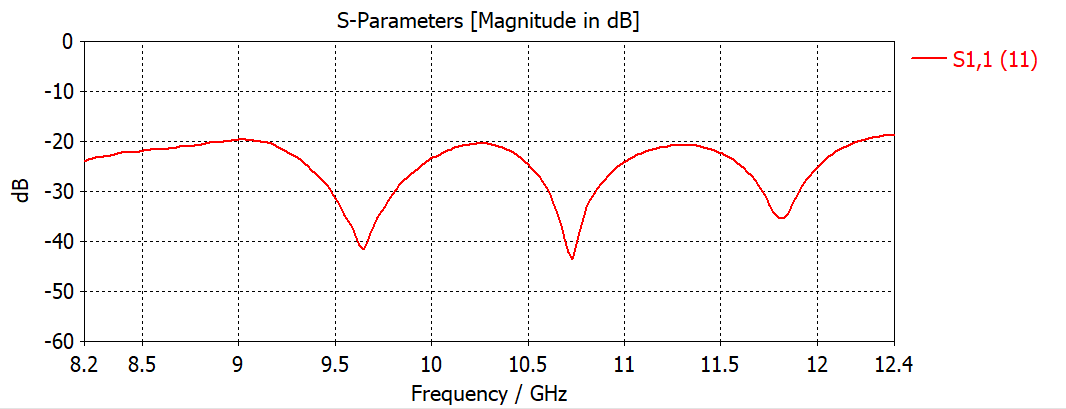 S-Parameters [Magnitude in dB]
0
-10
-20
-30
-40
-50
-60
dB
8.2 8.5 9 9.5 10 10.5 11 11.5 12 12.4
Frequency / GHz
S1,1 (11)